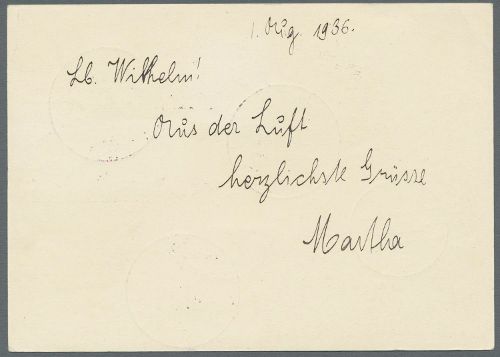 1. Aug. 1936.
Lb. Wilhelm!
Aus der Luft
herzlichste Grüsse
Martha